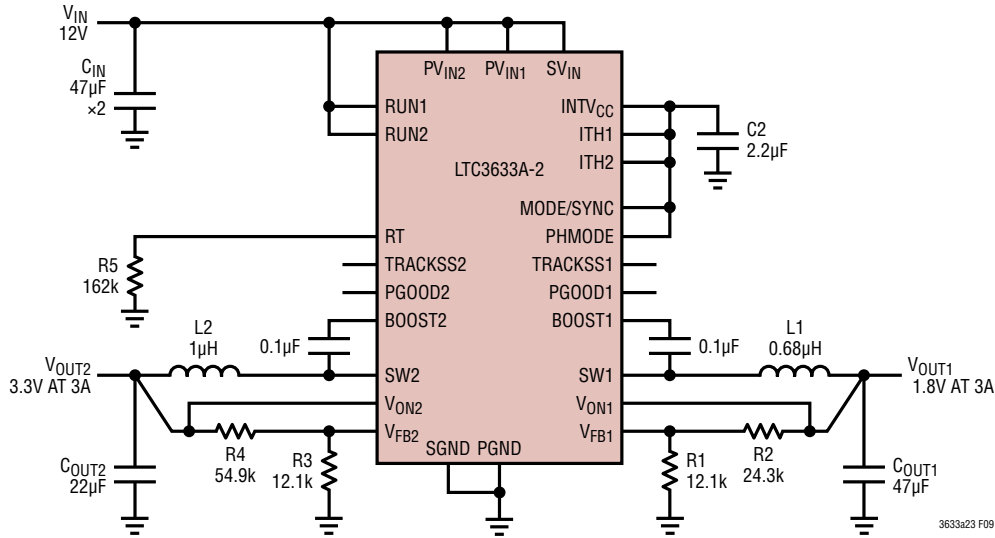 VIN
12V
CIN
47µF
×2
PVIN2
PVIN1
SVIN
RUN1
RUN2
INTVCC
ITH1
ITH2
C2
2.2µF
LTC3633A-2
MODE/SYNC
PHMODE
RT
R5
162k
TRACKSS2
TRACKSS1
PGOOD2
PGOOD1
BOOST2
BOOST1
L2
1µH
0.1µF
0.1µF
L1
0.68µH
VOUT2
3.3V AT 3A
SW2
SW1
VOUT1
1.8V AT 3A
VON2
VON1
VFB2
VFB1
SGND PGND
R4
54.9k
R3
12.1k
R1
12.1k
R2
24.3k
COUT2
22µF
COUT1
47µF
3633a23 F09